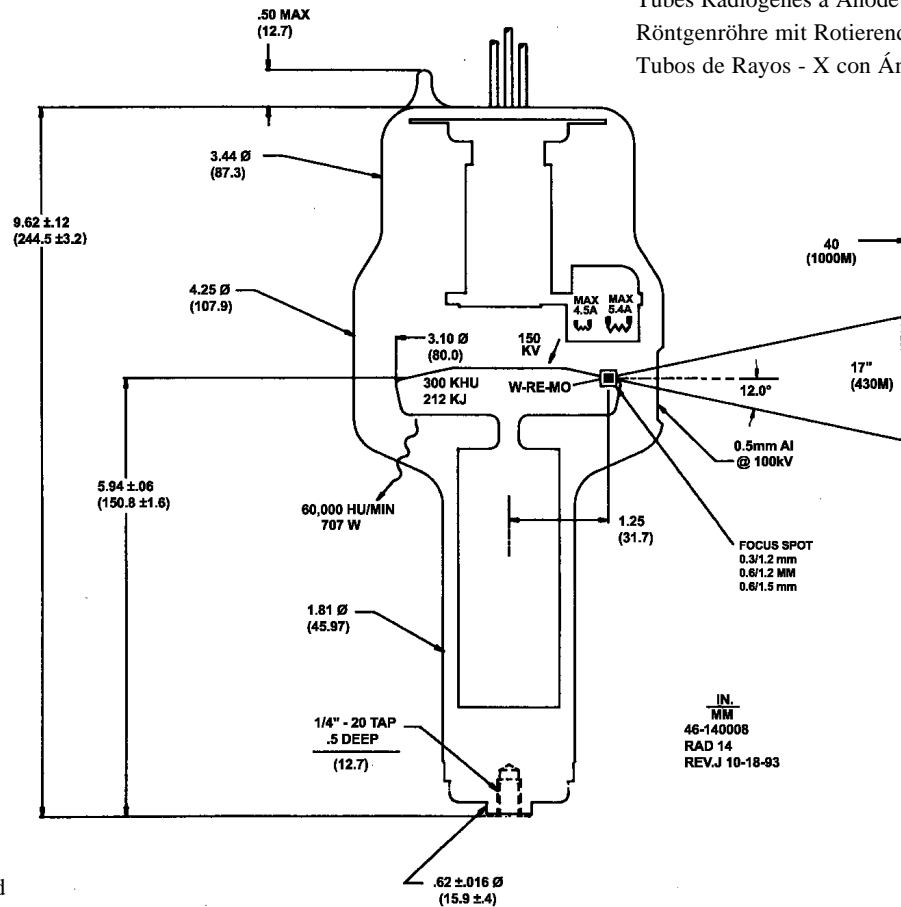 Tubes Radiogenes à Anode
Röntgenröhre mit Rotierend
Tubos de Rayos - X con Án
.50 MAX
(12.7)
3.44 Ø
(87.3)
9.62 ±.12
(244.5 ±3.2)
40
(1000M)
4.25 Ø
(107.9)
MAX
4.5A
MAX
5.4A
3.10 Ø
(80.0)
150
KV
17"
(430M)
300 KHU
212 KJ
W-RE-MO
12.0°
0.5mm Al
@ 100kV
5.94 ±.06
(150.8 ±1.6)
60,000 HU/MIN
707 W
1.25
(31.7)
FOCUS SPOT
0.3/1.2 mm
0.6/1.2 MM
0.6/1.5 mm
1.81 Ø
(45.97)
1/4" - 20 TAP
.5 DEEP
(12.7)
IN.
MM
46-140008
RAD 14
REV.J 10-18-93
.62 ±.016 Ø
(15.9 ±.4)
d